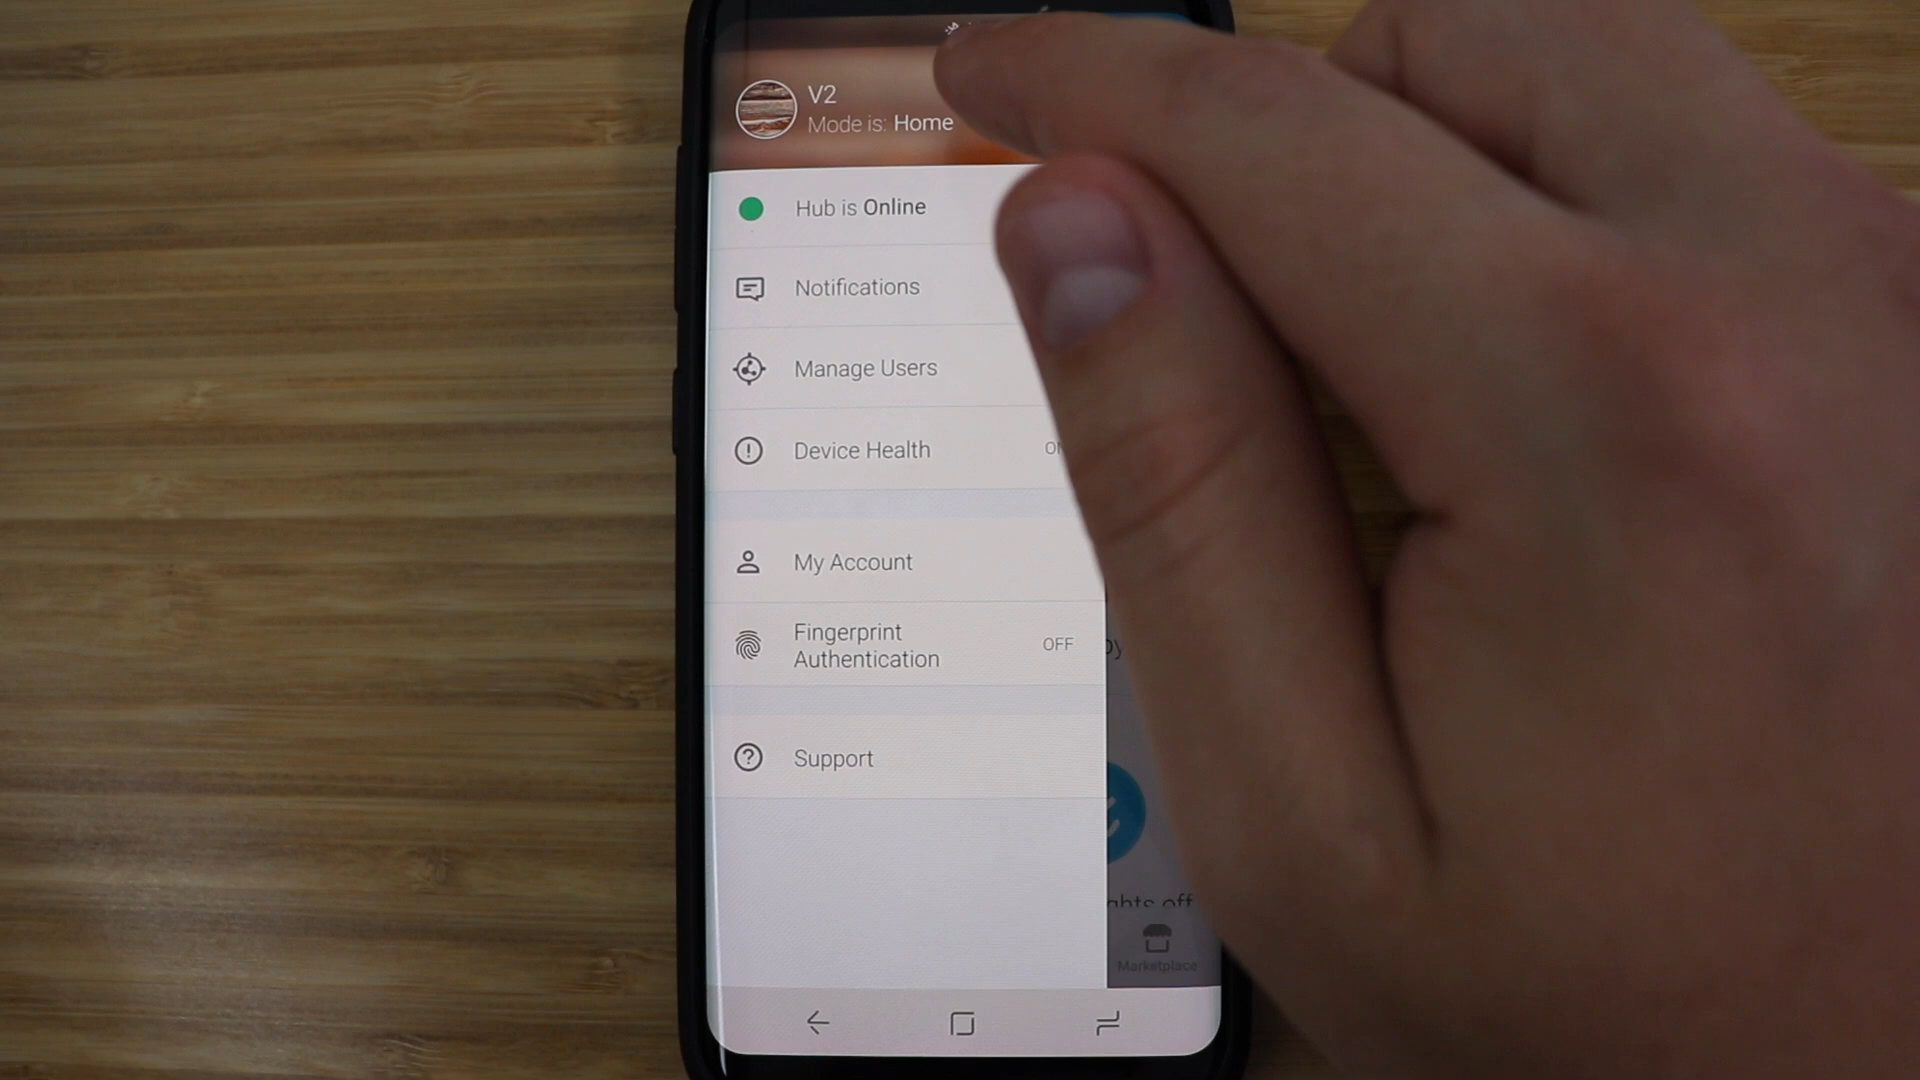 V2
Mode is: Home
Hub is Online
Notifications
Manage Users
Device Health
My Account
Fingerprint
Authentication
OFF
Support
Marketplace